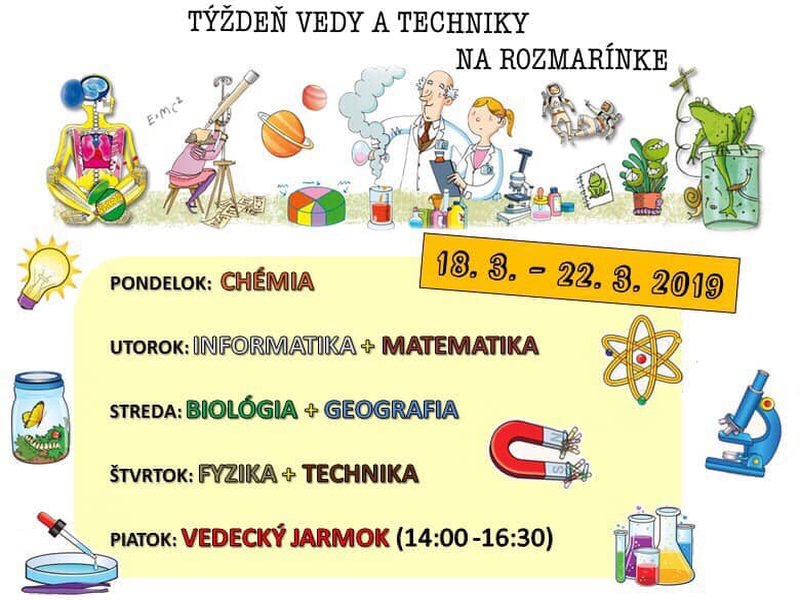 TÝŽDEŇ VEDY A TECHNIKY
NA ROZMARÍNKE
E=MC²
18. 3. - 22. 3. 2019
PONDELOK: CHÉMIA
UTOROK: INFORMATIKA + MATEMATIKA
STREDA: BIOLÓGIA + GEOGRAFIA
ŠTVRTOK: FYZIKA + TECHNIKA
N
S
PIATOK: VEDECKÝ JARMOK (14:00 -16:30)